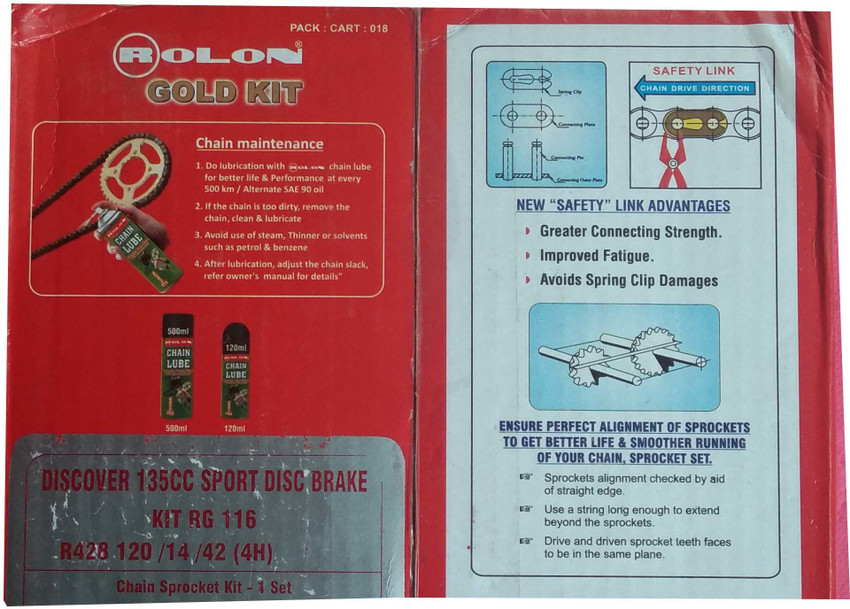 PACK : CART : 018
ROLON®
GOLD KIT
Chain maintenance
1. Do lubrication with ROLON chain lube
for better life & Performance at every
500 km / Alternate SAE 90 oil
2. If the chain is too dirty, remove the
chain, clean & lubricate
3. Avoid use of steam, Thinner or solvents
such as petrol & benzene
4. After lubrication, adjust the chain slack,
refer owner's manual for details"
CHAIN
LUBE
500ml
CHAIN
LUBE
500ml
120ml
CHAIN
LUBE
120ml
DISCOVER 135CC SPORT DISC BRAKE
KIT RG 116
R428 120 /14 /42 (4H)
Chain Sprocket Kit - 1 Set
Spring Clip
Connecting Plate
Connecting Pin
Connecting Outer Plate
SAFETY LINK
CHAIN DRIVE DIRECTION
NEW "SAFETY" LINK ADVANTAGES
Greater Connecting Strength.
Improved Fatigue.
Avoids Spring Clip Damages
ENSURE PERFECT ALIGNMENT OF SPROCKETS
TO GET BETTER LIFE & SMOOTHER RUNNING
OF YOUR CHAIN, SPROCKET SET.
Sprockets alignment checked by aid
of straight edge.
Use a string long enough to extend
beyond the sprockets.
Drive and driven sprocket teeth faces
to be in the same plane.